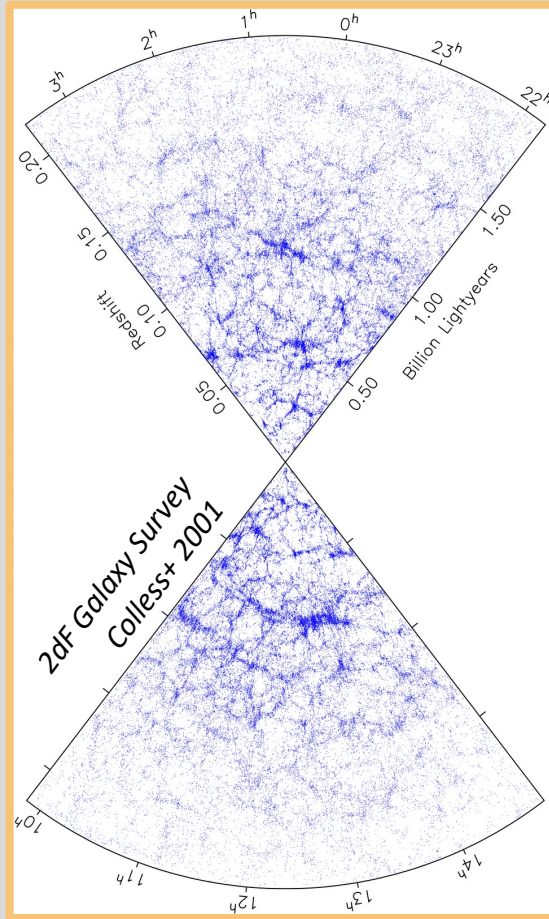 3ʰ
2ʰ
1ʰ
0ʰ
23ʰ
22ʰ
0.20
0.15
Redshift
0.10
0.05
1.50
1.00
Billion Lightyears
0.50
2dF Galaxy Survey
Colless+ 2001
10ʰ
11ʰ
12ʰ
13ʰ
14ʰ